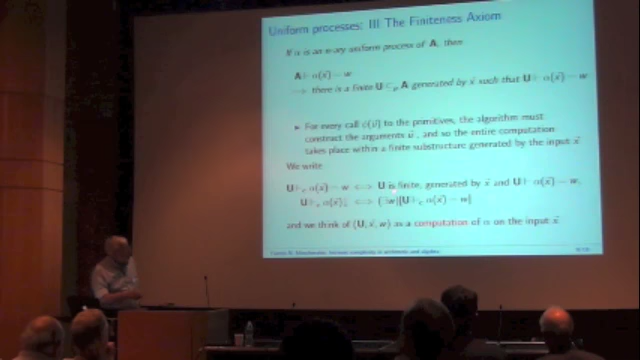 Uniform processes: III The Finiteness Axiom
If α is an n-ary uniform process of A, then
A ⊢ α(x⃗) = w
⟹ there is a finite U ⊆ₚ A generated by x⃗ such that U ⊢ α(x⃗) = w
▶ For every call φ(u⃗) to the primitives, the algorithm must
construct the arguments u⃗, and so the entire computation
takes place within a finite substructure generated by the input x⃗
We write
U ⊢c α(x⃗) = w ⟺ U is finite, generated by x⃗ and U ⊢ α(x⃗) = w,
U ⊢c α(x⃗)↓ ⟺ (∃w)[U ⊢c α(x⃗) = w]
and we think of (U, x⃗, w) as a computation of α on the input x⃗